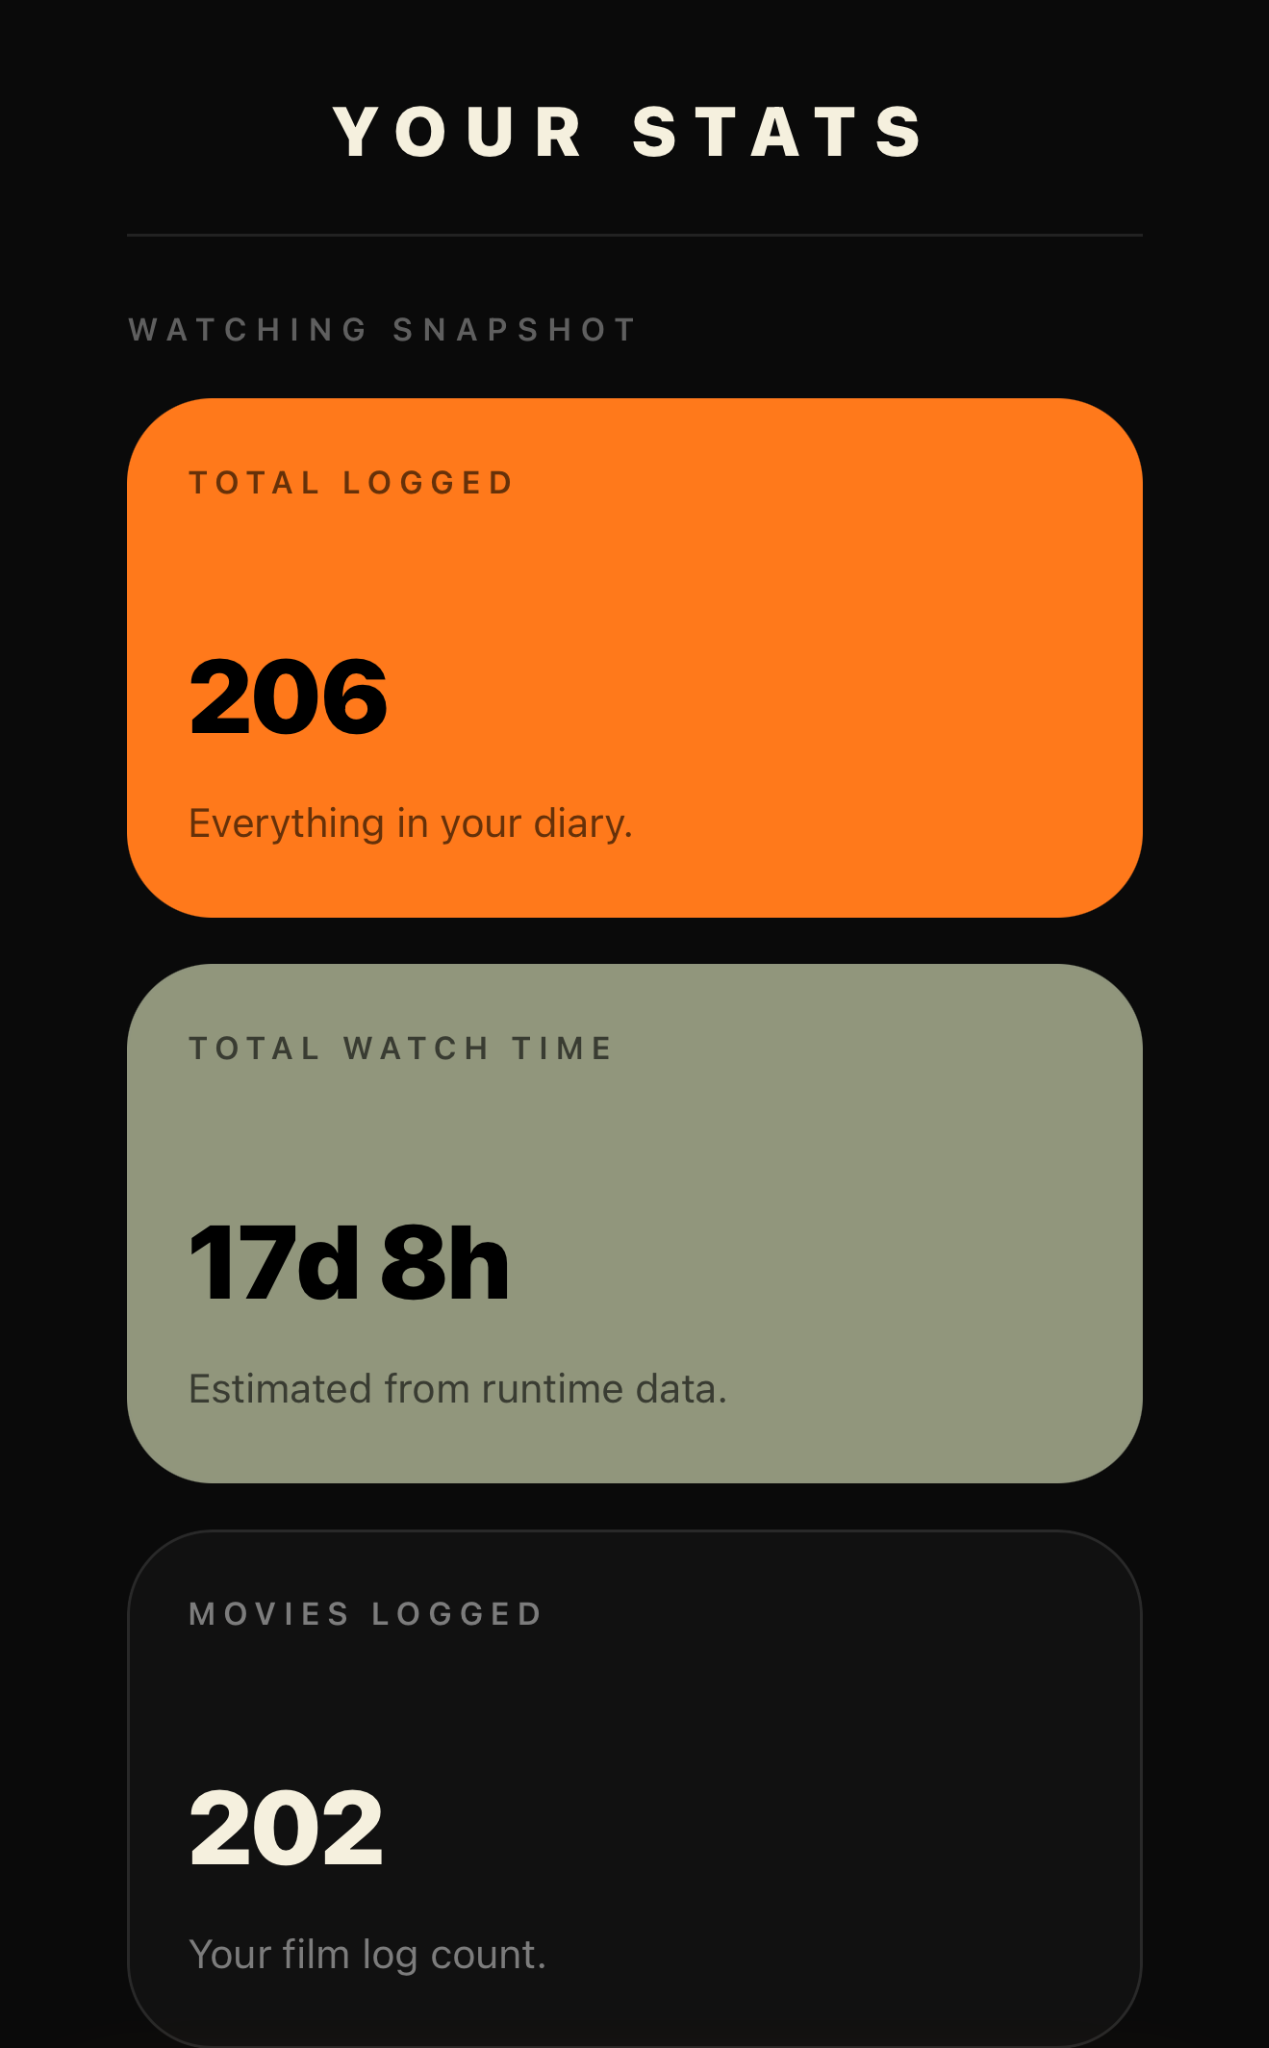 YOUR STATS
WATCHING SNAPSHOT
TOTAL LOGGED
206
Everything in your diary.
TOTAL WATCH TIME
17d 8h
Estimated from runtime data.
MOVIES LOGGED
202
Your film log count.